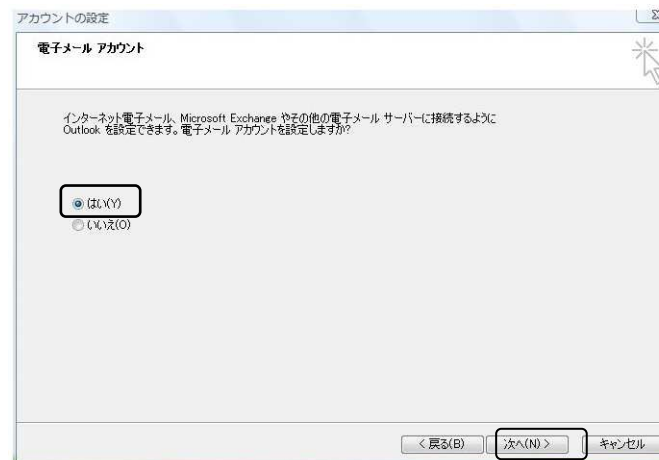 アカウントの設定
電子メール アカウント
インターネット電子メール、Microsoft Exchange やその他の電子メール サーバーに接続するように
Outlook を設定できます。電子メール アカウントを設定しますか?
はい(Y)
いいえ(O)
< 戻る(B) 次へ(N) > キャンセル